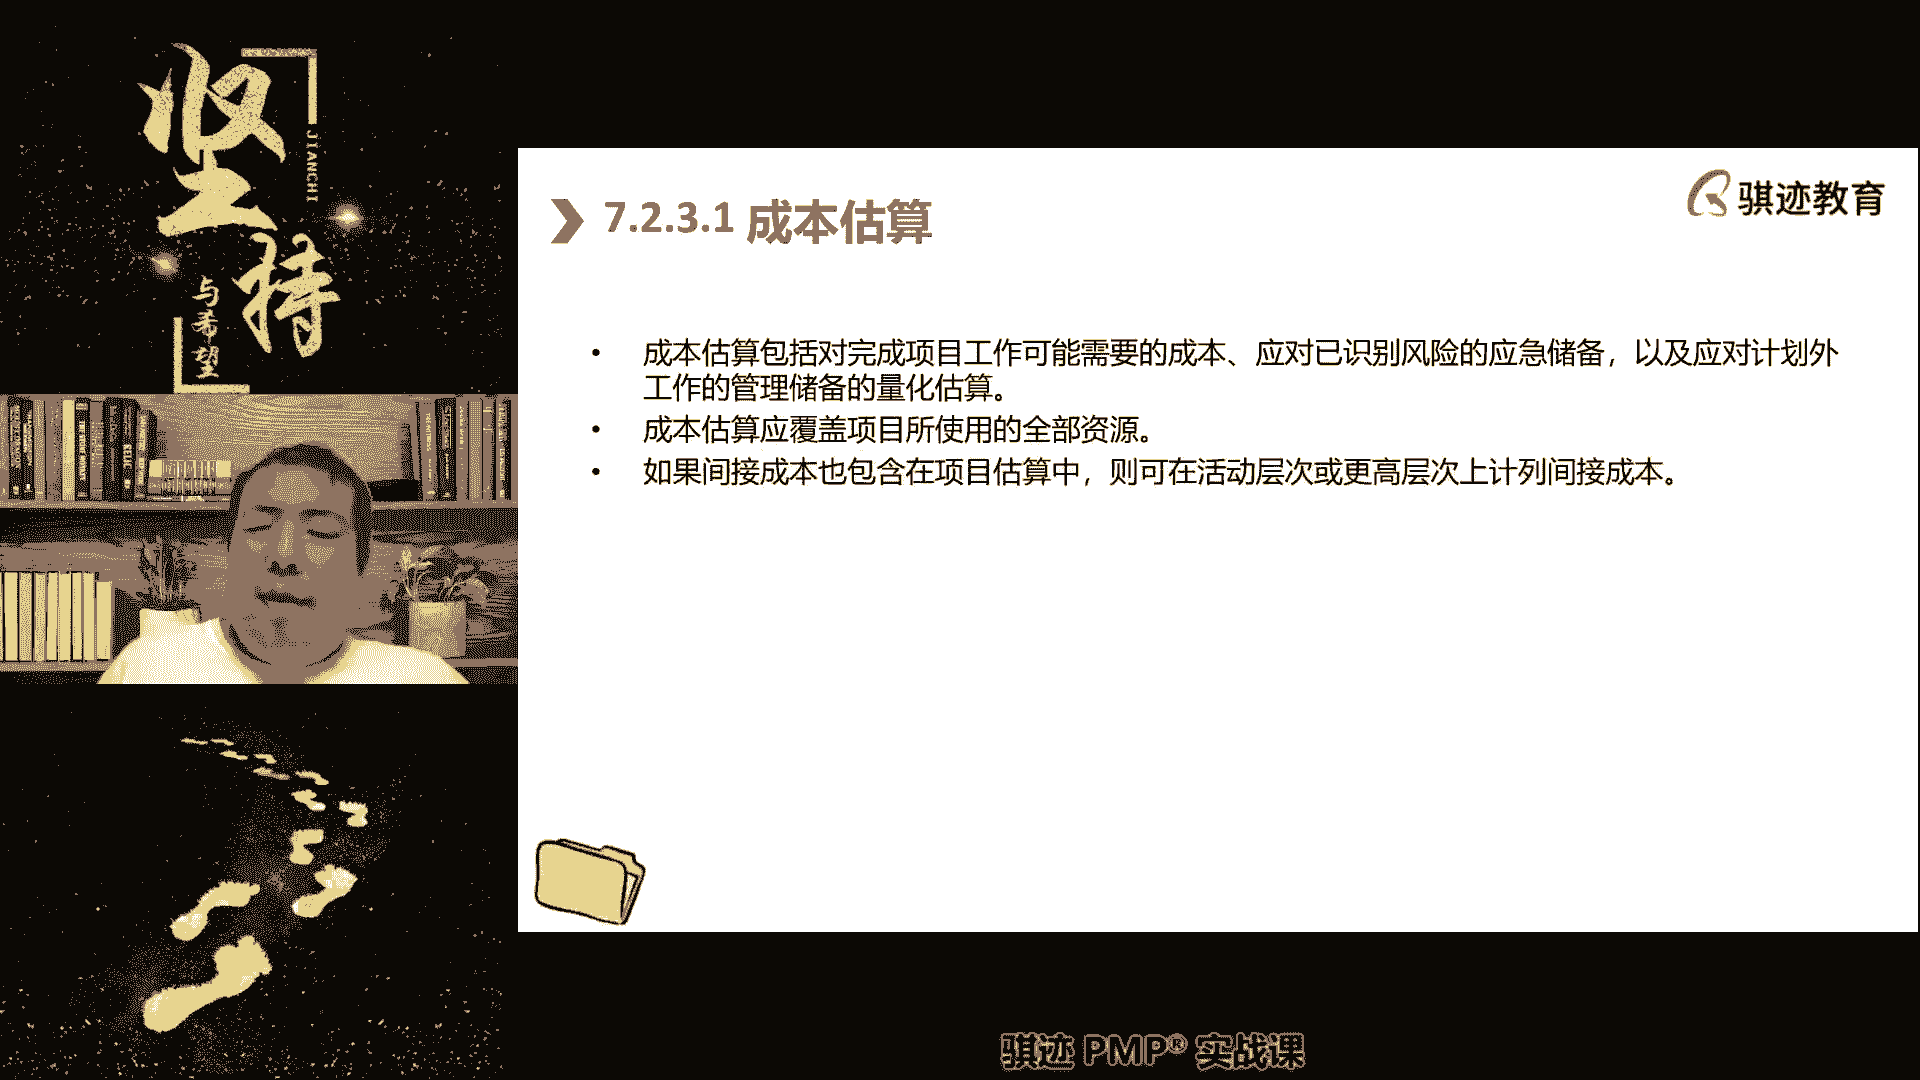 坚持
JIANCHI
与希望
骐迹教育
7.2.3.1 成本估算
• 成本估算包括对完成项目工作可能需要的成本、应对已识别风险的应急储备，以及应对计划外
工作的管理储备的量化估算。
• 成本估算应覆盖项目所使用的全部资源。
• 如果间接成本也包含在项目估算中，则可在活动层次或更高层次上计列间接成本。
骐迹 PMP® 实战课